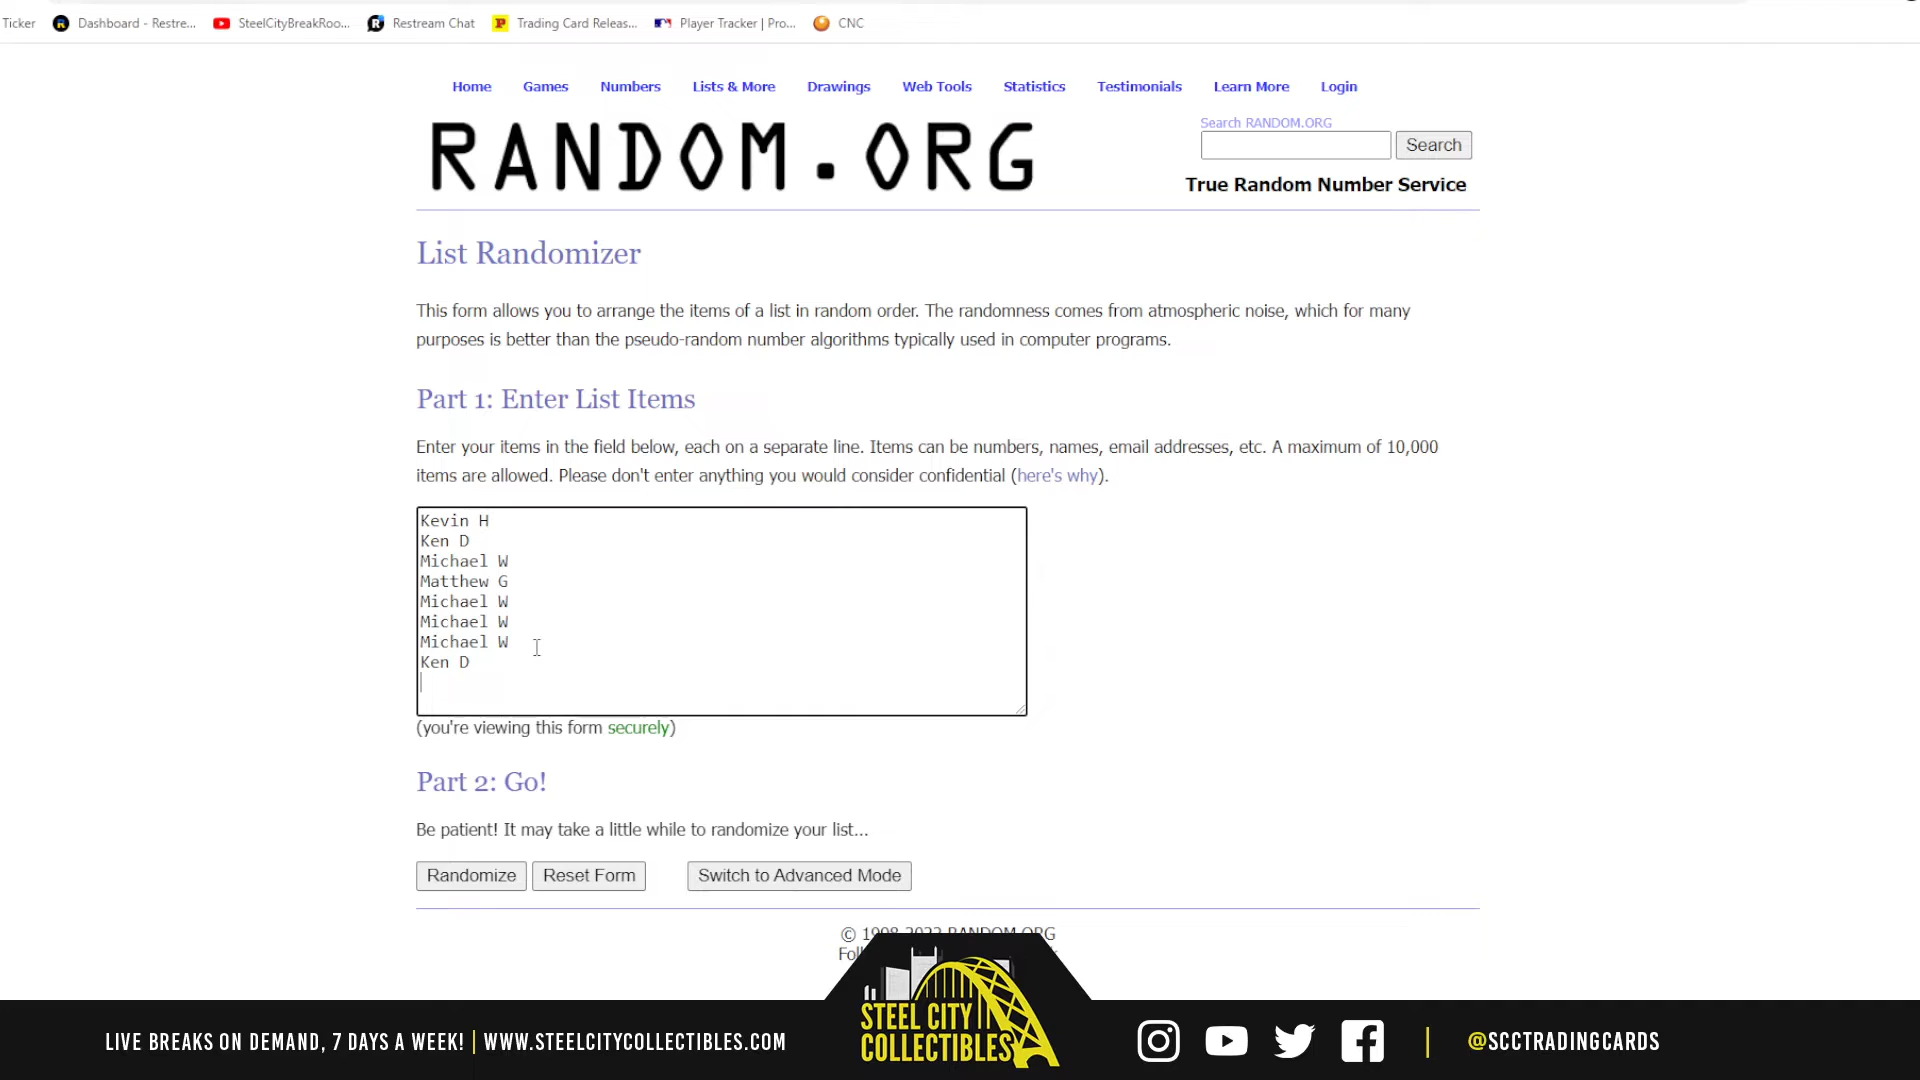 Ticker Dashboard - Restre... SteelCityBreakRoo... Restream Chat Trading Card Releas... Player Tracker | Pro... CNC
Home Games Numbers Lists & More Drawings Web Tools Statistics Testimonials Learn More Login
RANDOM.ORG
Search RANDOM.ORG
Search
True Random Number Service
List Randomizer
This form allows you to arrange the items of a list in random order. The randomness comes from atmospheric noise, which for many
purposes is better than the pseudo-random number algorithms typically used in computer programs.
Part 1: Enter List Items
Enter your items in the field below, each on a separate line. Items can be numbers, names, email addresses, etc. A maximum of 10,000
items are allowed. Please don't enter anything you would consider confidential (here's why).
Kevin H
Ken D
Michael W
Matthew G
Michael W
Michael W
Michael W
Ken D
(you're viewing this form securely)
Part 2: Go!
Be patient! It may take a little while to randomize your list...
Randomize Reset Form Switch to Advanced Mode
© 1998-2022 RANDOM.ORG
STEEL CITY
COLLECTIBLES
LIVE BREAKS ON DEMAND, 7 DAYS A WEEK! | WWW.STEELCITYCOLLECTIBLES.COM
| @SCCTRADINGCARDS